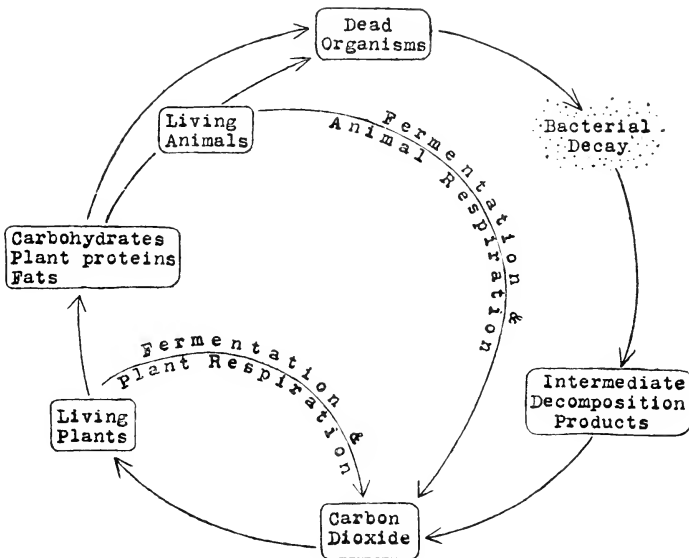 Dead
Organisms
Living
Animals
Fermentation &
Animal Respiration
Bacterial
Decay
Carbohydrates
Plant proteins
Fats
Fermentation &
Plant Respiration
Living
Plants
Intermediate
Decomposition
Products
Carbon
Dioxide